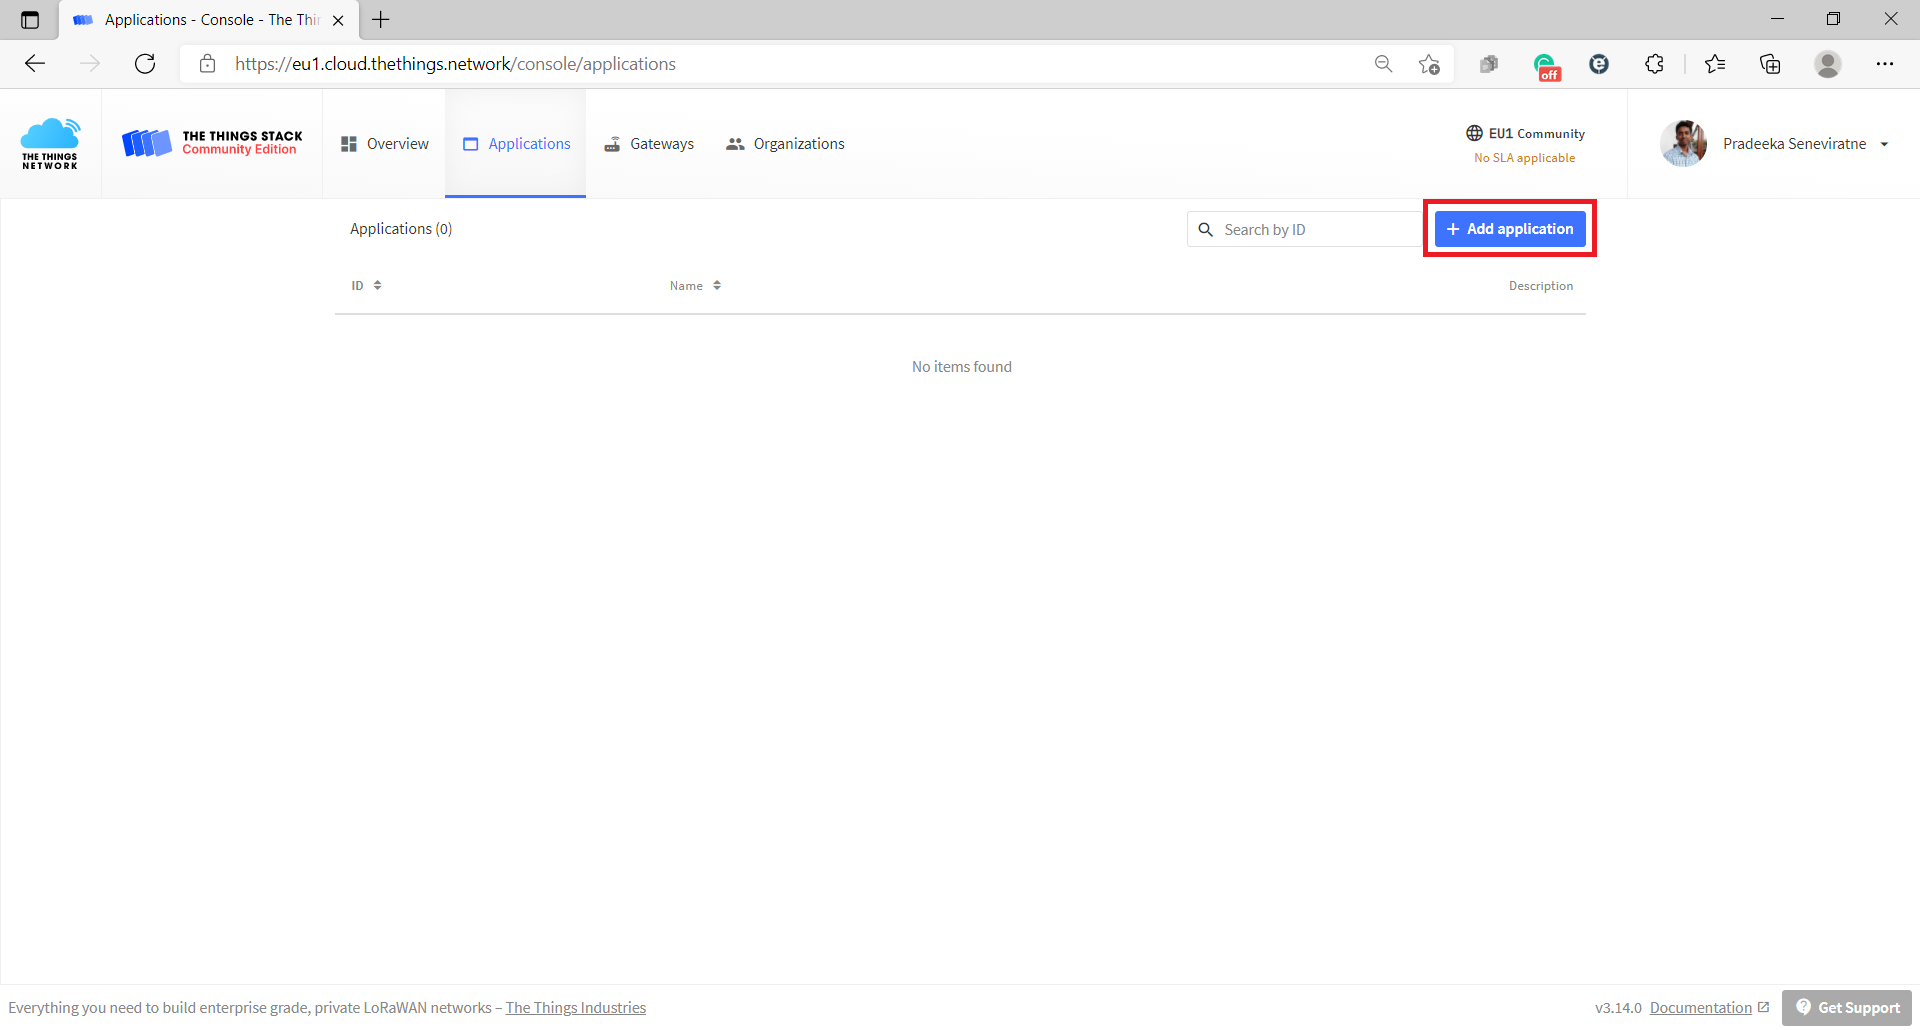 Applications - Console - The Thi
https://eu1.cloud.thethings.network/console/applications
off
THE THINGS
NETWORK
THE THINGS STACK
Community Edition
Overview
Applications
Gateways
Organizations
EU1 Community
No SLA applicable
Pradeeka Seneviratne
Applications (0)
Search by ID
+ Add application
ID
Name
Description
No items found
Everything you need to build enterprise grade, private LoRaWAN networks – The Things Industries
v3.14.0
Documentation
Get Support